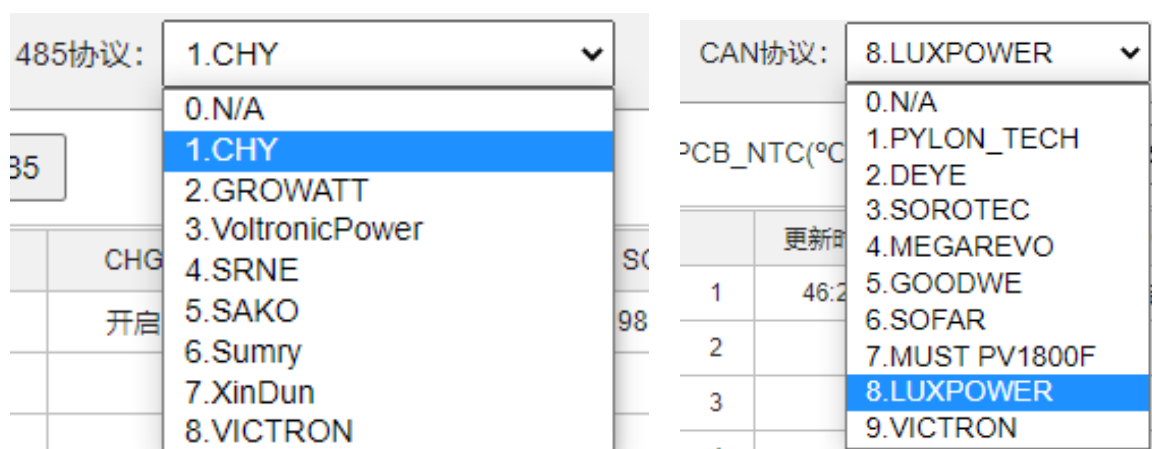 485协议:
1.CHY
0.N/A
1.CHY
2.GROWATT
3.VoltronicPower
4.SRNE
5.SAKO
6.Sumry
7.XinDun
8.VICTRON
CHG
开启
98
CAN协议:
8.LUXPOWER
0.N/A
1.PYLON_TECH
2.DEYE
3.SOROTEC
4.MEGAREVO
5.GOODWE
6.SOFAR
7.MUST PV1800F
8.LUXPOWER
9.VICTRON
PCB_NTC(℃
更新时
1
46:2
2
3